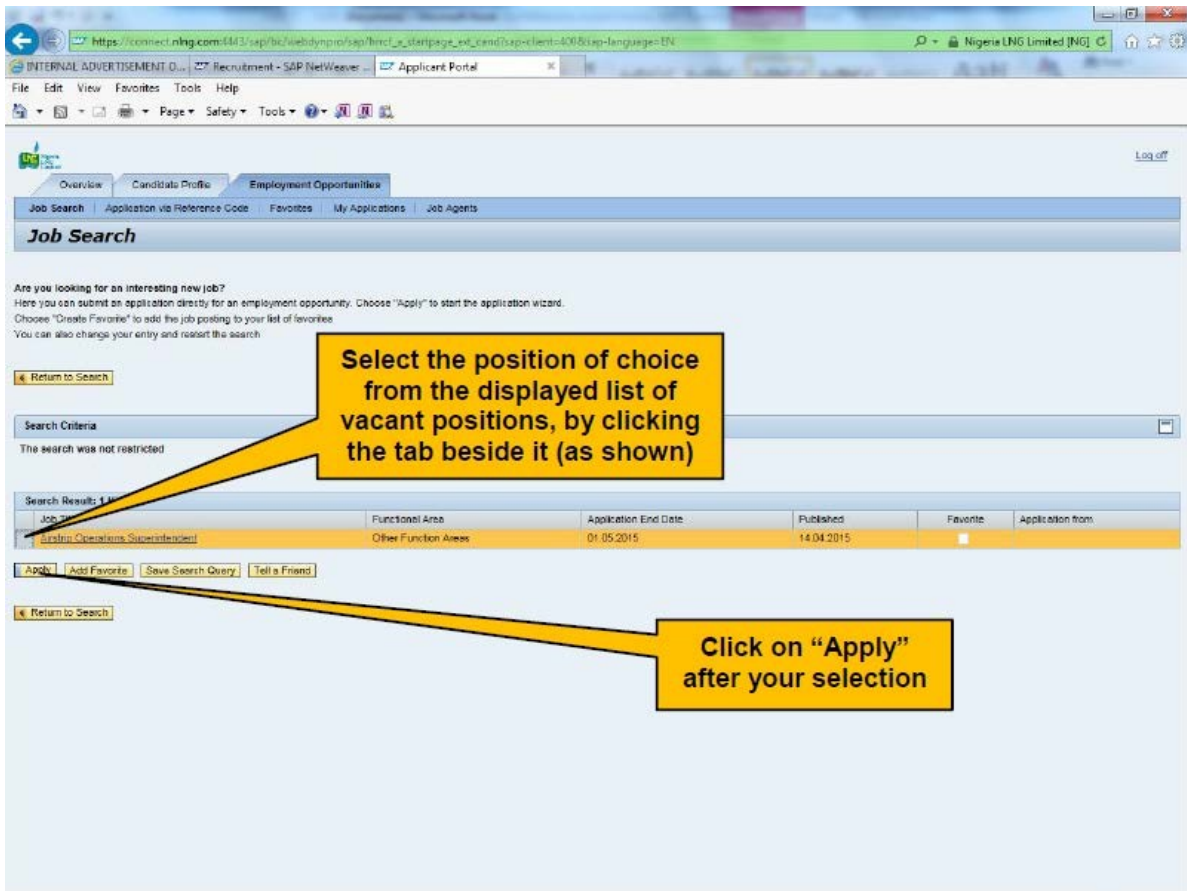 https://connect.nlng.com:4443/sap/bc/webdynpro/sap/hrrcf_a_startpage_ext_cand?sap-client=400&sap-language=EN
Nigeria LNG Limited [NG]
INTERNAL ADVERTISEMENT D...
Recruitment - SAP NetWeaver ...
Applicant Portal
File Edit View Favorites Tools Help
Page Safety Tools
Log off
Overview Candidate Profile Employment Opportunities
Job Search Application via Reference Code Favorites My Applications Job Agents
Job Search
Are you looking for an interesting new job?
Here you can submit an application directly for an employment opportunity. Choose "Apply" to start the application wizard.
Choose "Create Favorite" to add the job posting to your list of favorites
You can also change your entry and restart the search
Return to Search
Select the position of choice
from the displayed list of
vacant positions, by clicking
the tab beside it (as shown)
Search Criteria
The search was not restricted
Search Result: 1
Job Functional Area Application End Date Published Favorite Application from
Airstrip Operations Superintendent Other Function Areas 01.05.2015 14.04.2015
Apply Add Favorite Save Search Query Tell a Friend
Return to Search
Click on “Apply”
after your selection